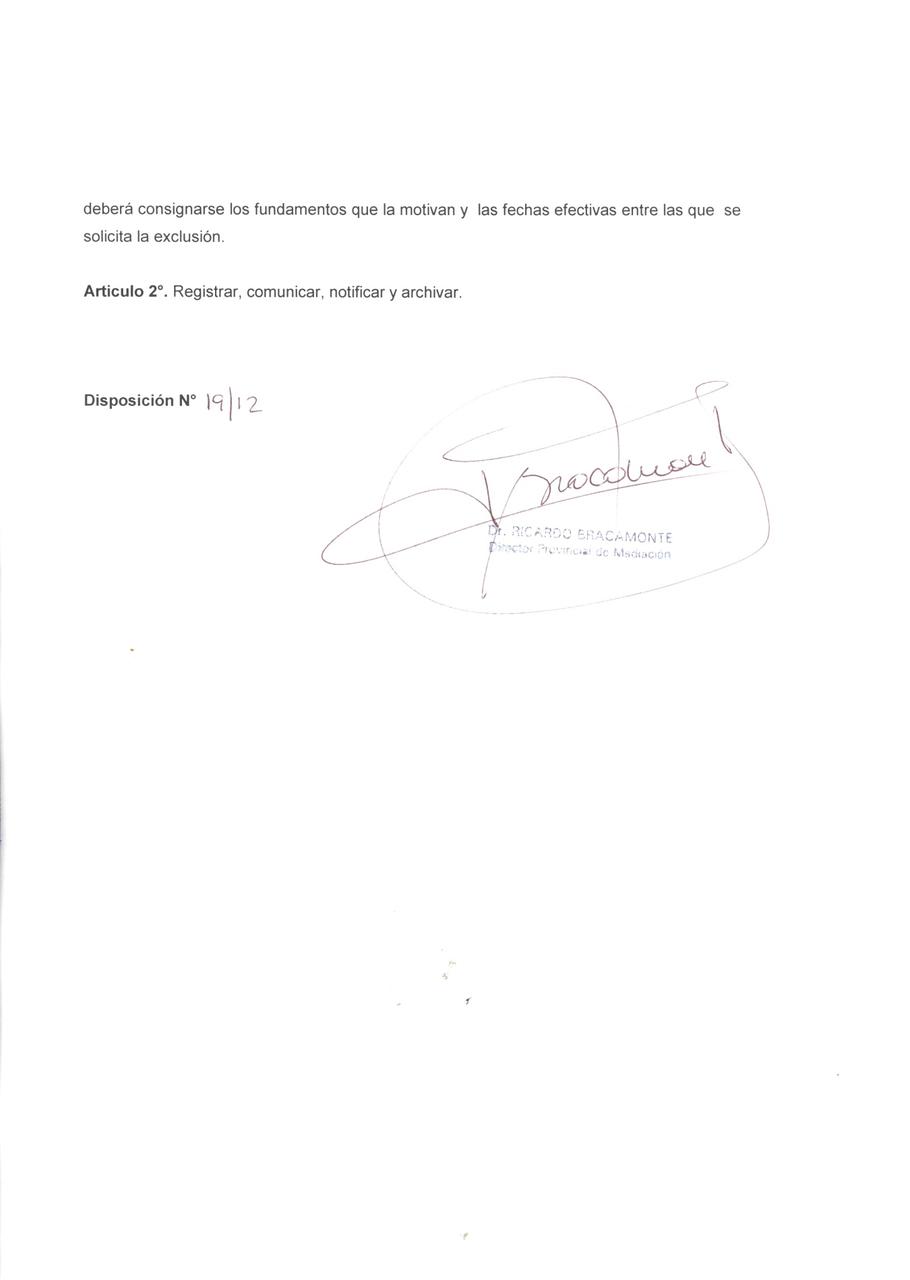 deberá consignarse los fundamentos que la motivan y las fechas efectivas entre las que se
solicita la exclusión.
Articulo 2°. Registrar, comunicar, notificar y archivar.
Disposición N° 19/12
Dr. RICARDO BRACAMONTE
Director Provincial de Mediación